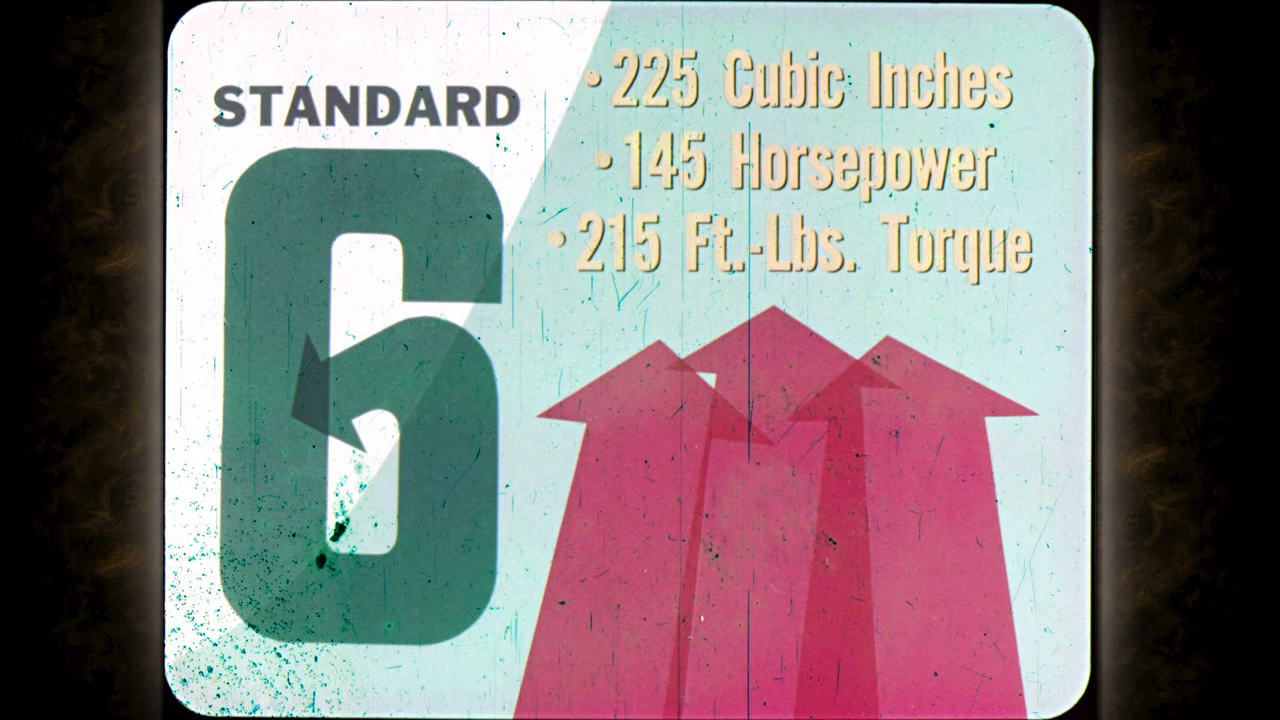 STANDARD
6
• 225 Cubic Inches
• 145 Horsepower
• 215 Ft.-Lbs. Torque